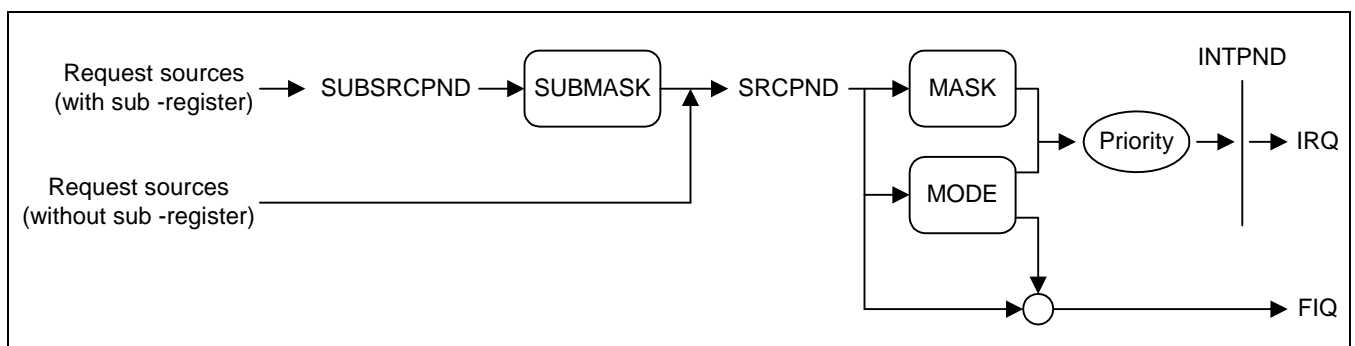 INTPND
Request sources
(with sub -register)
SUBSRCPND
SUBMASK
SRCPND
MASK
Priority
IRQ
Request sources
(without sub -register)
MODE
FIQ